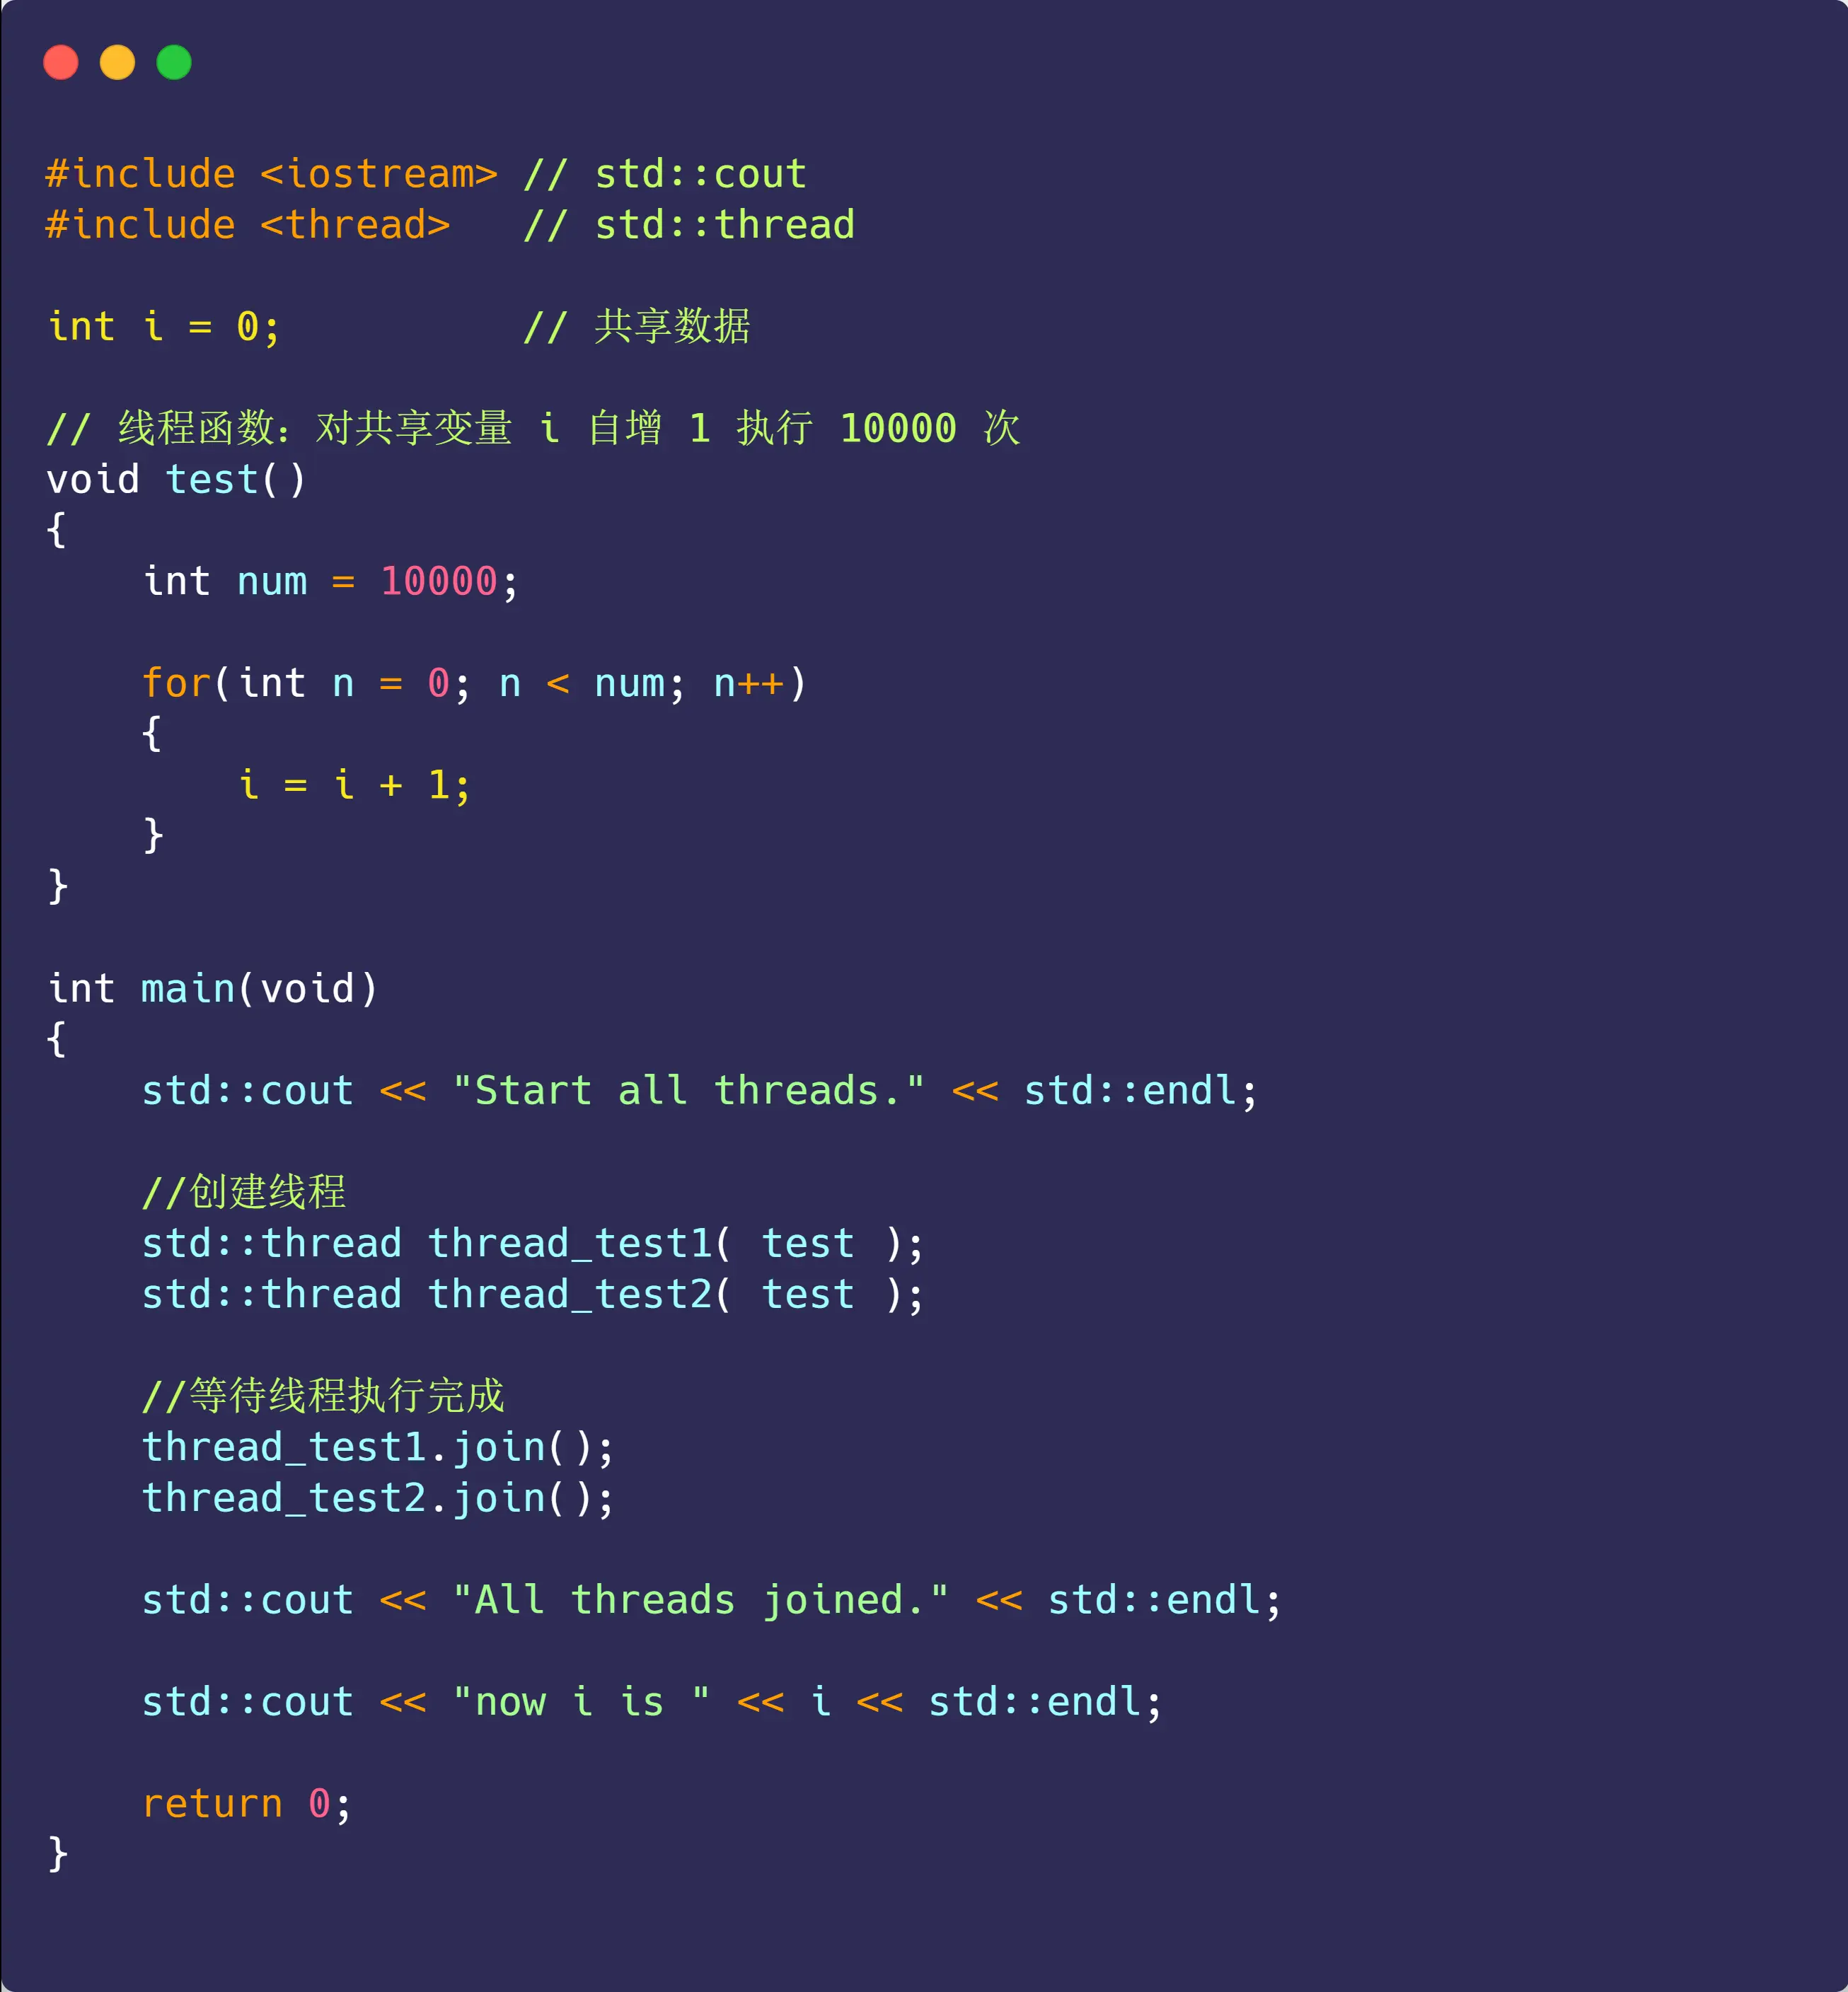 #include <iostream> // std::cout
#include <thread>   // std::thread

int i = 0;          // 共享数据

// 线程函数：对共享变量 i 自增 1 执行 10000 次
void test()
{
    int num = 10000;

    for(int n = 0; n < num; n++)
    {
        i = i + 1;
    }
}

int main(void)
{
    std::cout << "Start all threads." << std::endl;

    //创建线程
    std::thread thread_test1( test );
    std::thread thread_test2( test );

    //等待线程执行完成
    thread_test1.join();
    thread_test2.join();

    std::cout << "All threads joined." << std::endl;

    std::cout << "now i is " << i << std::endl;

    return 0;
}